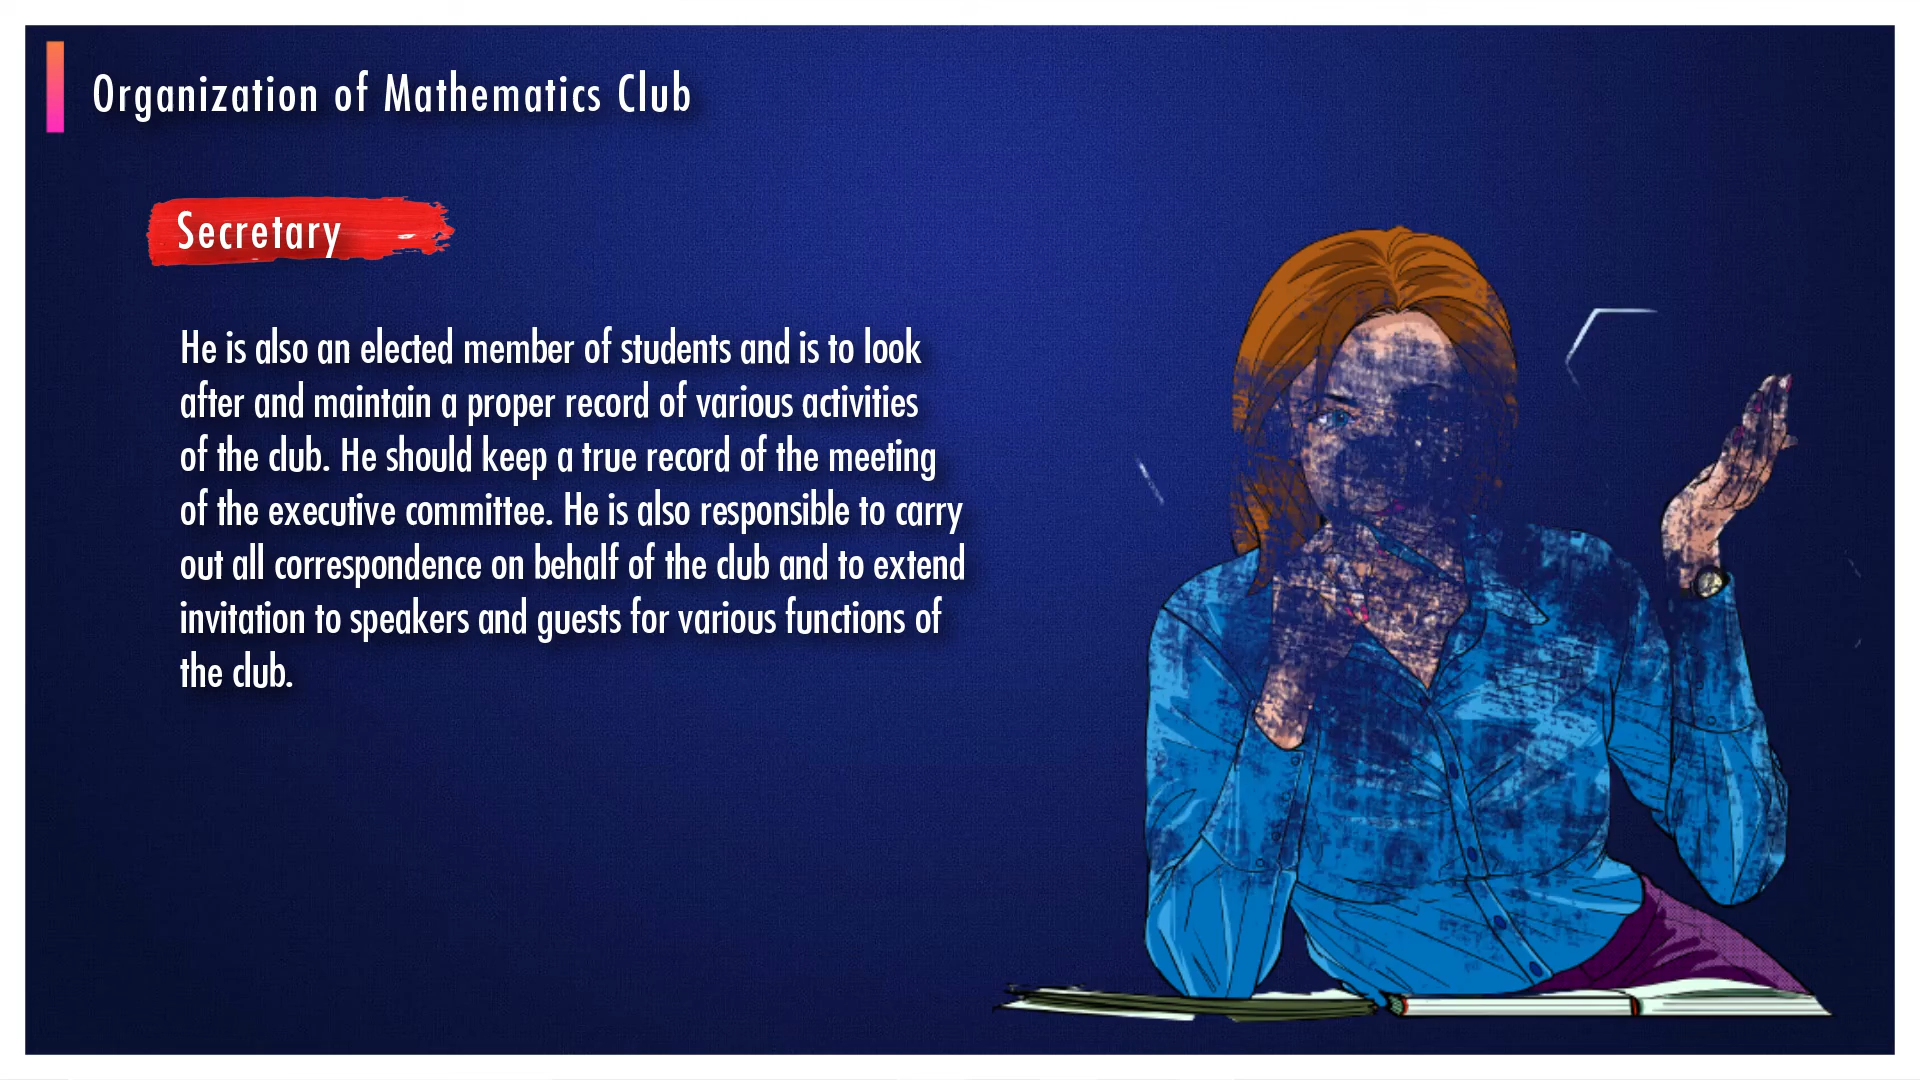 Organization of Mathematics Club
Secretary
He is also an elected member of students and is to look
after and maintain a proper record of various activities
of the club. He should keep a true record of the meeting
of the executive committee. He is also responsible to carry
out all correspondence on behalf of the club and to extend
invitation to speakers and guests for various functions of
the club.